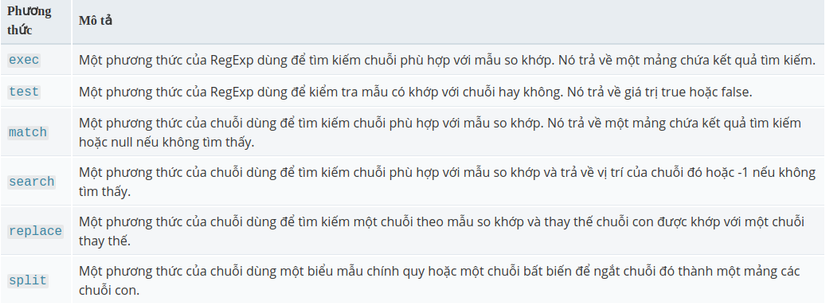 Phương
thức
Mô tả
exec
Một phương thức của RegExp dùng để tìm kiếm chuỗi phù hợp với mẫu so khớp. Nó trả về một mảng chứa kết quả tìm kiếm.
test
Một phương thức của RegExp dùng để kiểm tra mẫu có khớp với chuỗi hay không. Nó trả về giá trị true hoặc false.
match
Một phương thức của chuỗi dùng để tìm kiếm chuỗi phù hợp với mẫu so khớp. Nó trả về một mảng chứa kết quả tìm kiếm
hoặc null nếu không tìm thấy.
search
Một phương thức của chuỗi dùng để tìm kiếm chuỗi phù hợp với mẫu so khớp và trả về vị trí của chuỗi đó hoặc -1 nếu không
tìm thấy.
replace
Một phương thức của chuỗi dùng để tìm kiếm một chuỗi theo mẫu so khớp và thay thế chuỗi con được khớp với một chuỗi
thay thế.
split
Một phương thức của chuỗi dùng một biểu mẫu chính quy hoặc một chuỗi bất biến để ngắt chuỗi đó thành một mảng các
chuỗi con.